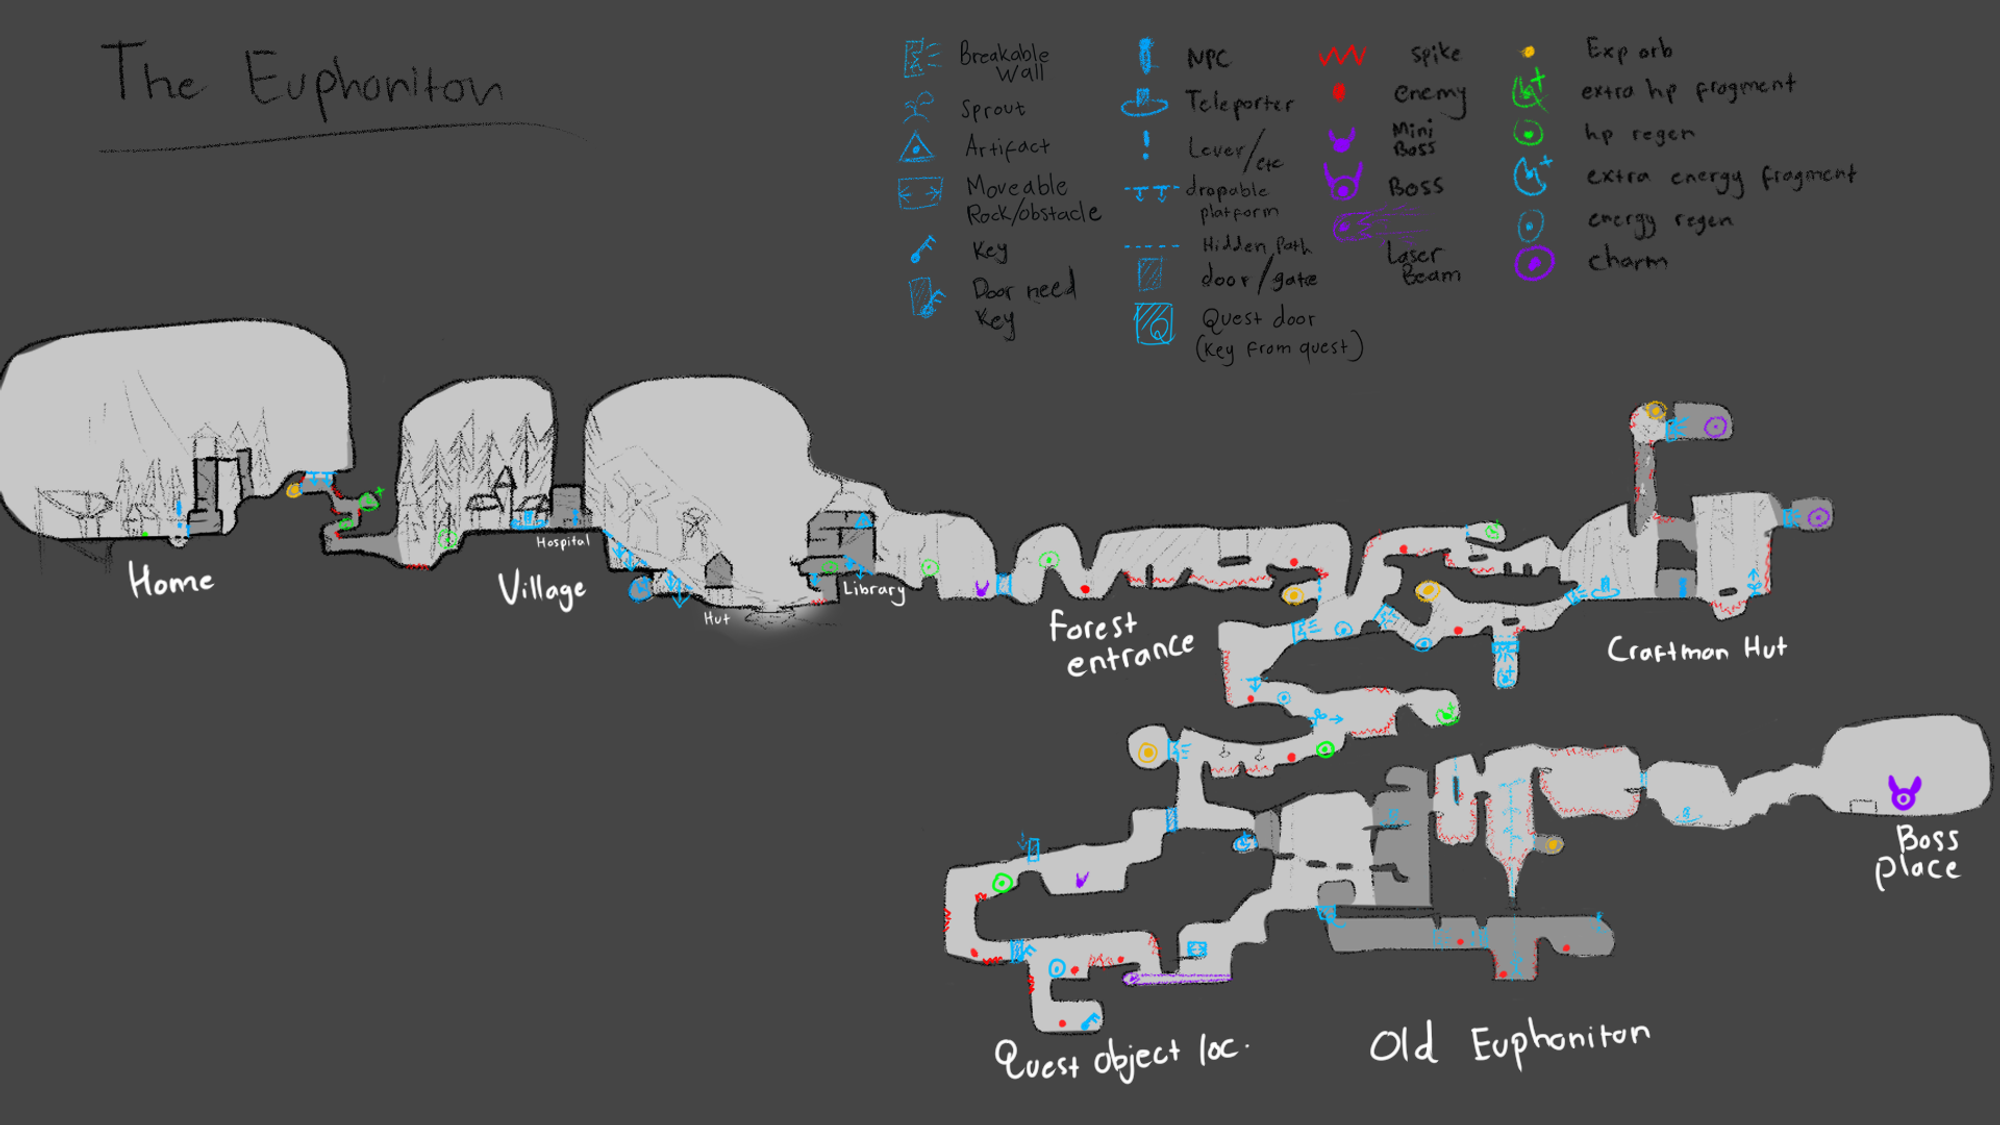 The Euphoniton
Breakable
Wall
Sprout
Artifact
Moveable
Rock/obstacle
Key
Door need
Key
NPC
Teleporter
Lever/
etc
dropable
platform
Hidden Path
door/gate
Quest door
(Key from quest)
Spike
enemy
Mini
Boss
Boss
Laser
Beam
Exp orb
extra hp fragment
hp regen
extra energy fragment
energy regen
charm
Home
Village
Hospital
Hut
Library
Forest
entrance
Craftman Hut
Boss
place
Quest object loc.
Old Euphoniton